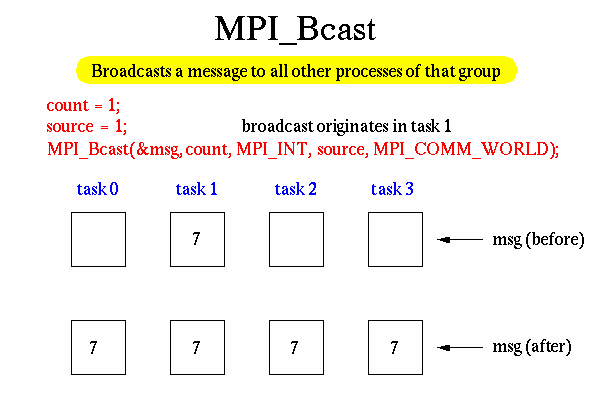 MPI_Bcast
Broadcasts a message to all other processes of that group
count = 1;
source = 1; broadcast originates in task 1
MPI_Bcast(&msg, count, MPI_INT, source, MPI_COMM_WORLD);
task 0 task 1 task 2 task 3
7 msg (before)
7 7 7 7 msg (after)